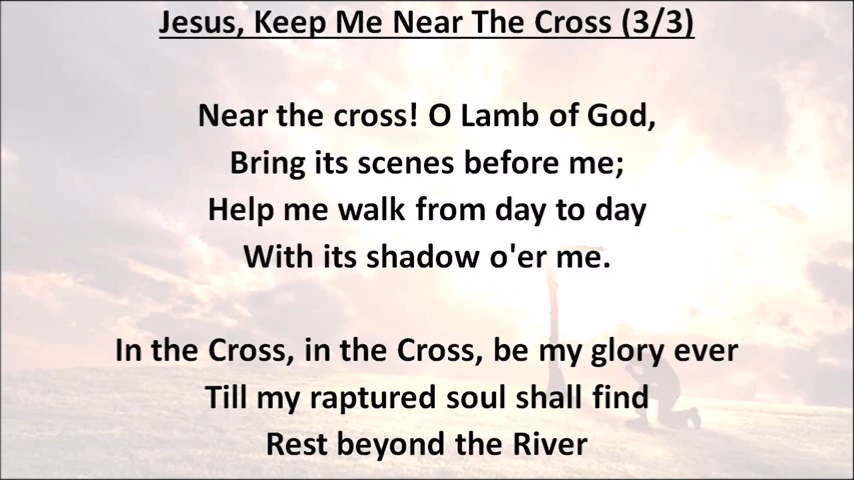 Jesus, Keep Me Near The Cross (3/3)
Near the cross! O Lamb of God,
Bring its scenes before me;
Help me walk from day to day
With its shadow o'er me.
In the Cross, in the Cross, be my glory ever
Till my raptured soul shall find
Rest beyond the River